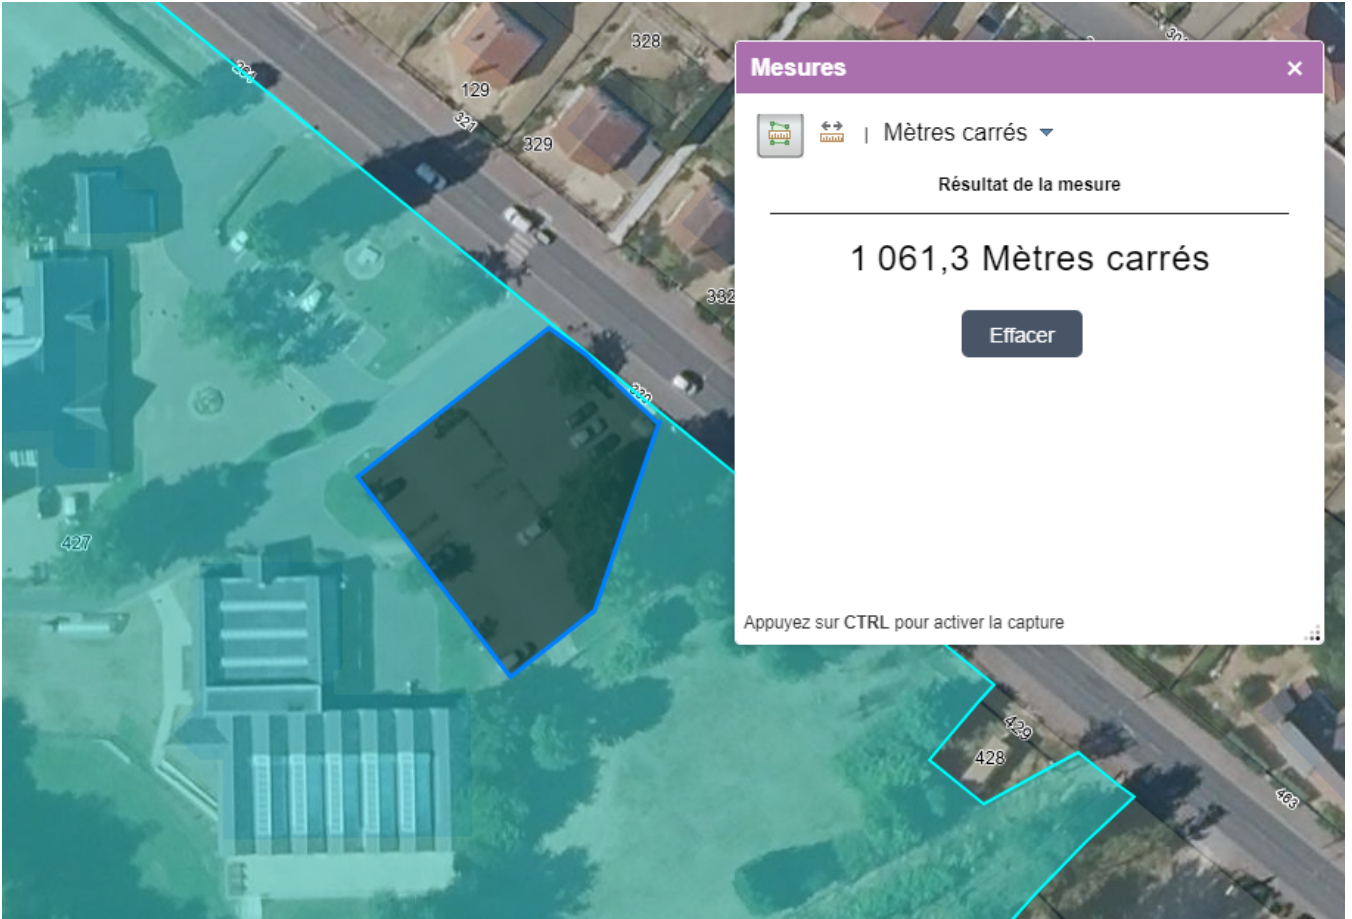 328
129
321
329
332
330
427
428
429
463
Mesures
| Mètres carrés
Résultat de la mesure
1 061,3 Mètres carrés
Effacer
Appuyez sur CTRL pour activer la capture